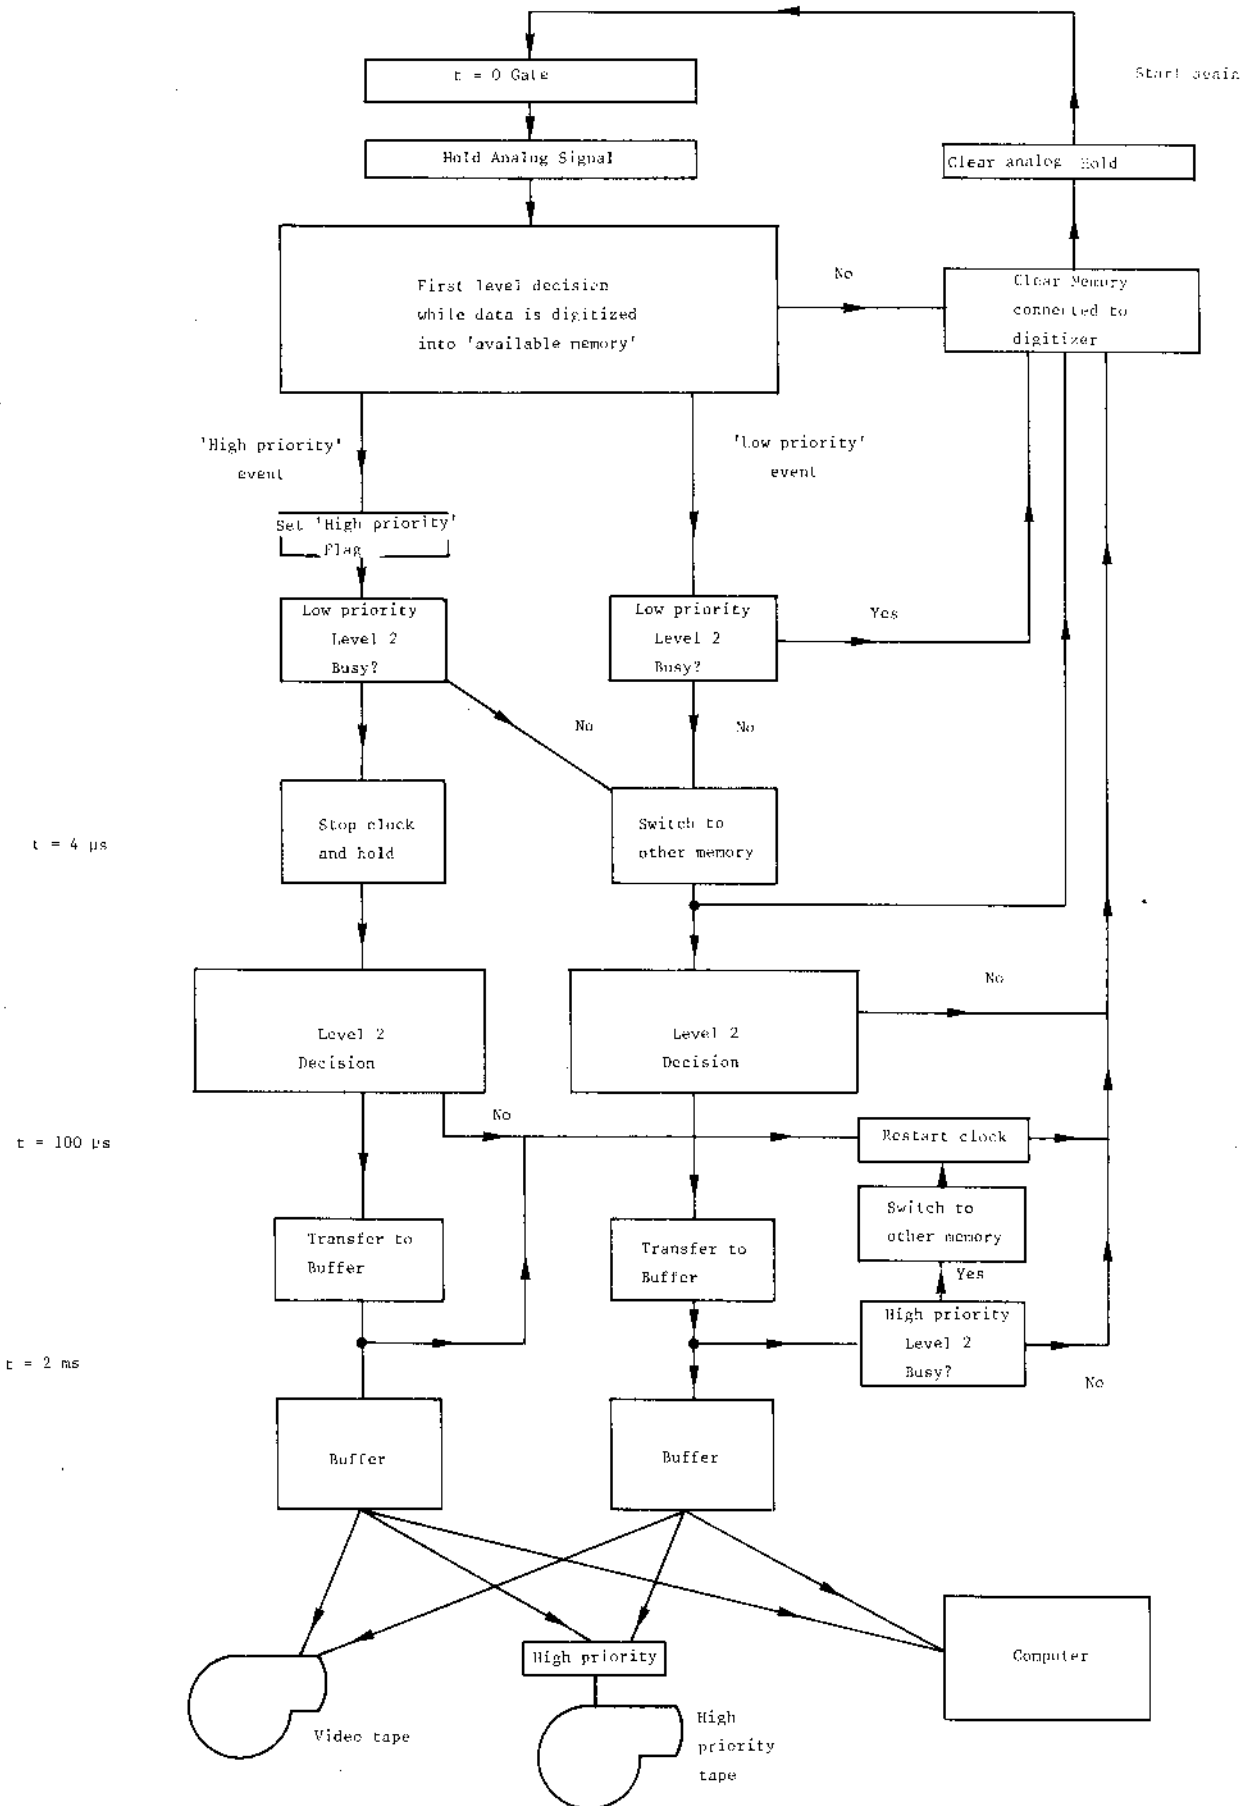 t = 0 Gate
Start again
Hold Analog Signal
Clear analog Hold
No
First level decision
while data is digitized
into 'available memory'
Clear Memory
connected to
digitizer
'High priority'
event
'Low priority'
event
Set 'High priority'
Flag
Low priority
Level 2
Busy?
Low priority
Level 2
Busy?
Yes
No
No
t = 4 μs
Stop clock
and hold
Switch to
other memory
No
Level 2
Decision
Level 2
Decision
No
t = 100 μs
Restart clock
Switch to
other memory
Transfer to
Buffer
Transfer to
Buffer
Yes
High priority
Level 2
Busy?
t = 2 ms
No
Buffer
Buffer
High priority
Computer
Video tape
High
priority
tape